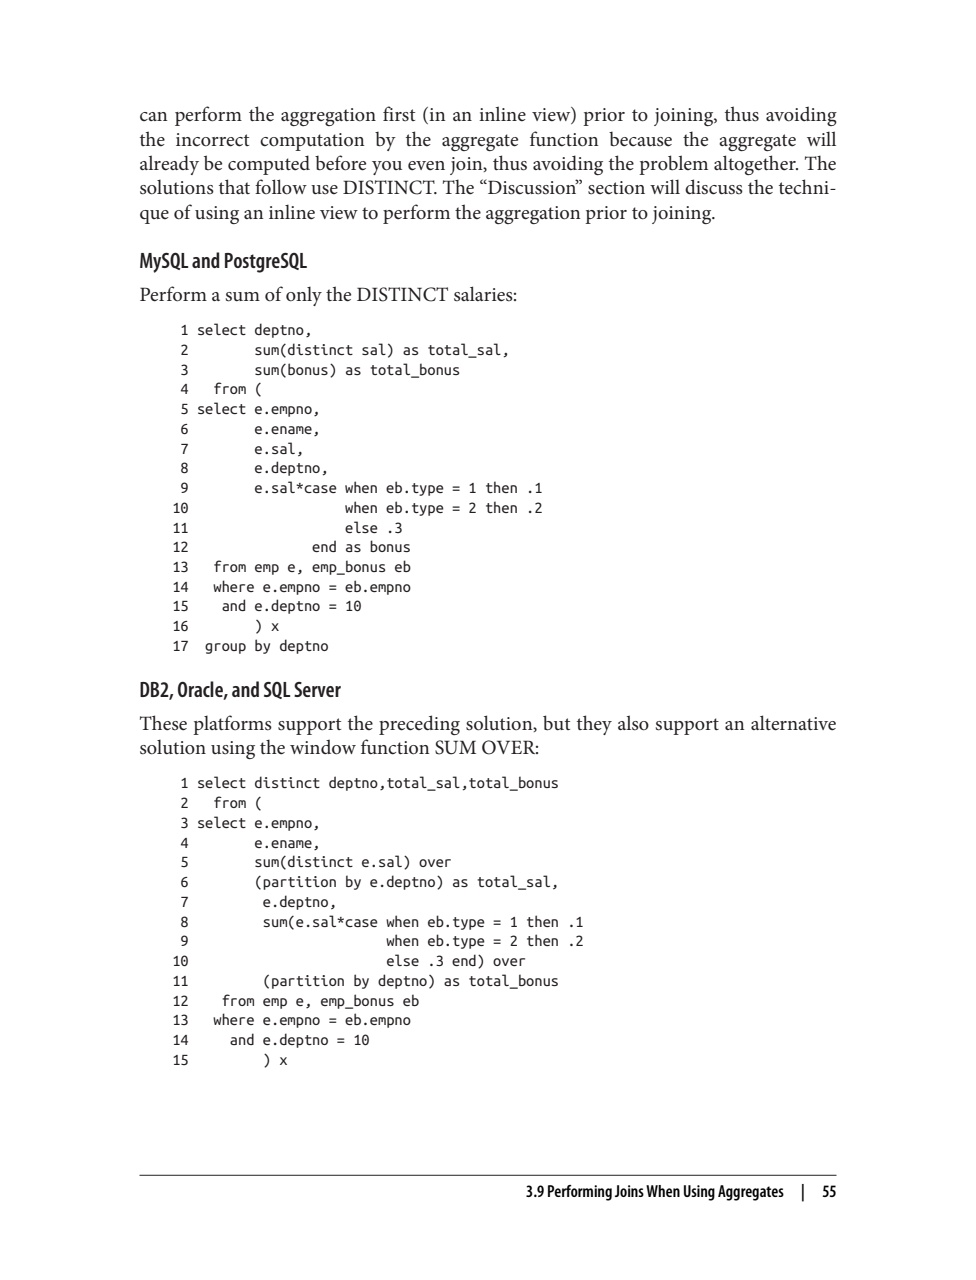 can perform the aggregation first (in an inline view) prior to joining, thus avoiding
the incorrect computation by the aggregate function because the aggregate will
already be computed before you even join, thus avoiding the problem altogether. The
solutions that follow use DISTINCT. The “Discussion” section will discuss the techni-
que of using an inline view to perform the aggregation prior to joining.
MySQL and PostgreSQL
Perform a sum of only the DISTINCT salaries:
1 select deptno,
2        sum(distinct sal) as total_sal,
3        sum(bonus) as total_bonus
4   from (
5 select e.empno,
6        e.ename,
7        e.sal,
8        e.deptno,
9        e.sal*case when eb.type = 1 then .1
10                   when eb.type = 2 then .2
11                   else .3
12               end as bonus
13   from emp e, emp_bonus eb
14   where e.empno = eb.empno
15    and e.deptno = 10
16        ) x
17  group by deptno
DB2, Oracle, and SQL Server
These platforms support the preceding solution, but they also support an alternative
solution using the window function SUM OVER:
1 select distinct deptno,total_sal,total_bonus
2   from (
3 select e.empno,
4        e.ename,
5        sum(distinct e.sal) over
6        (partition by e.deptno) as total_sal,
7         e.deptno,
8         sum(e.sal*case when eb.type = 1 then .1
9                        when eb.type = 2 then .2
10                        else .3 end) over
11         (partition by deptno) as total_bonus
12    from emp e, emp_bonus eb
13   where e.empno = eb.empno
14     and e.deptno = 10
15         ) x
3.9 Performing Joins When Using Aggregates | 55